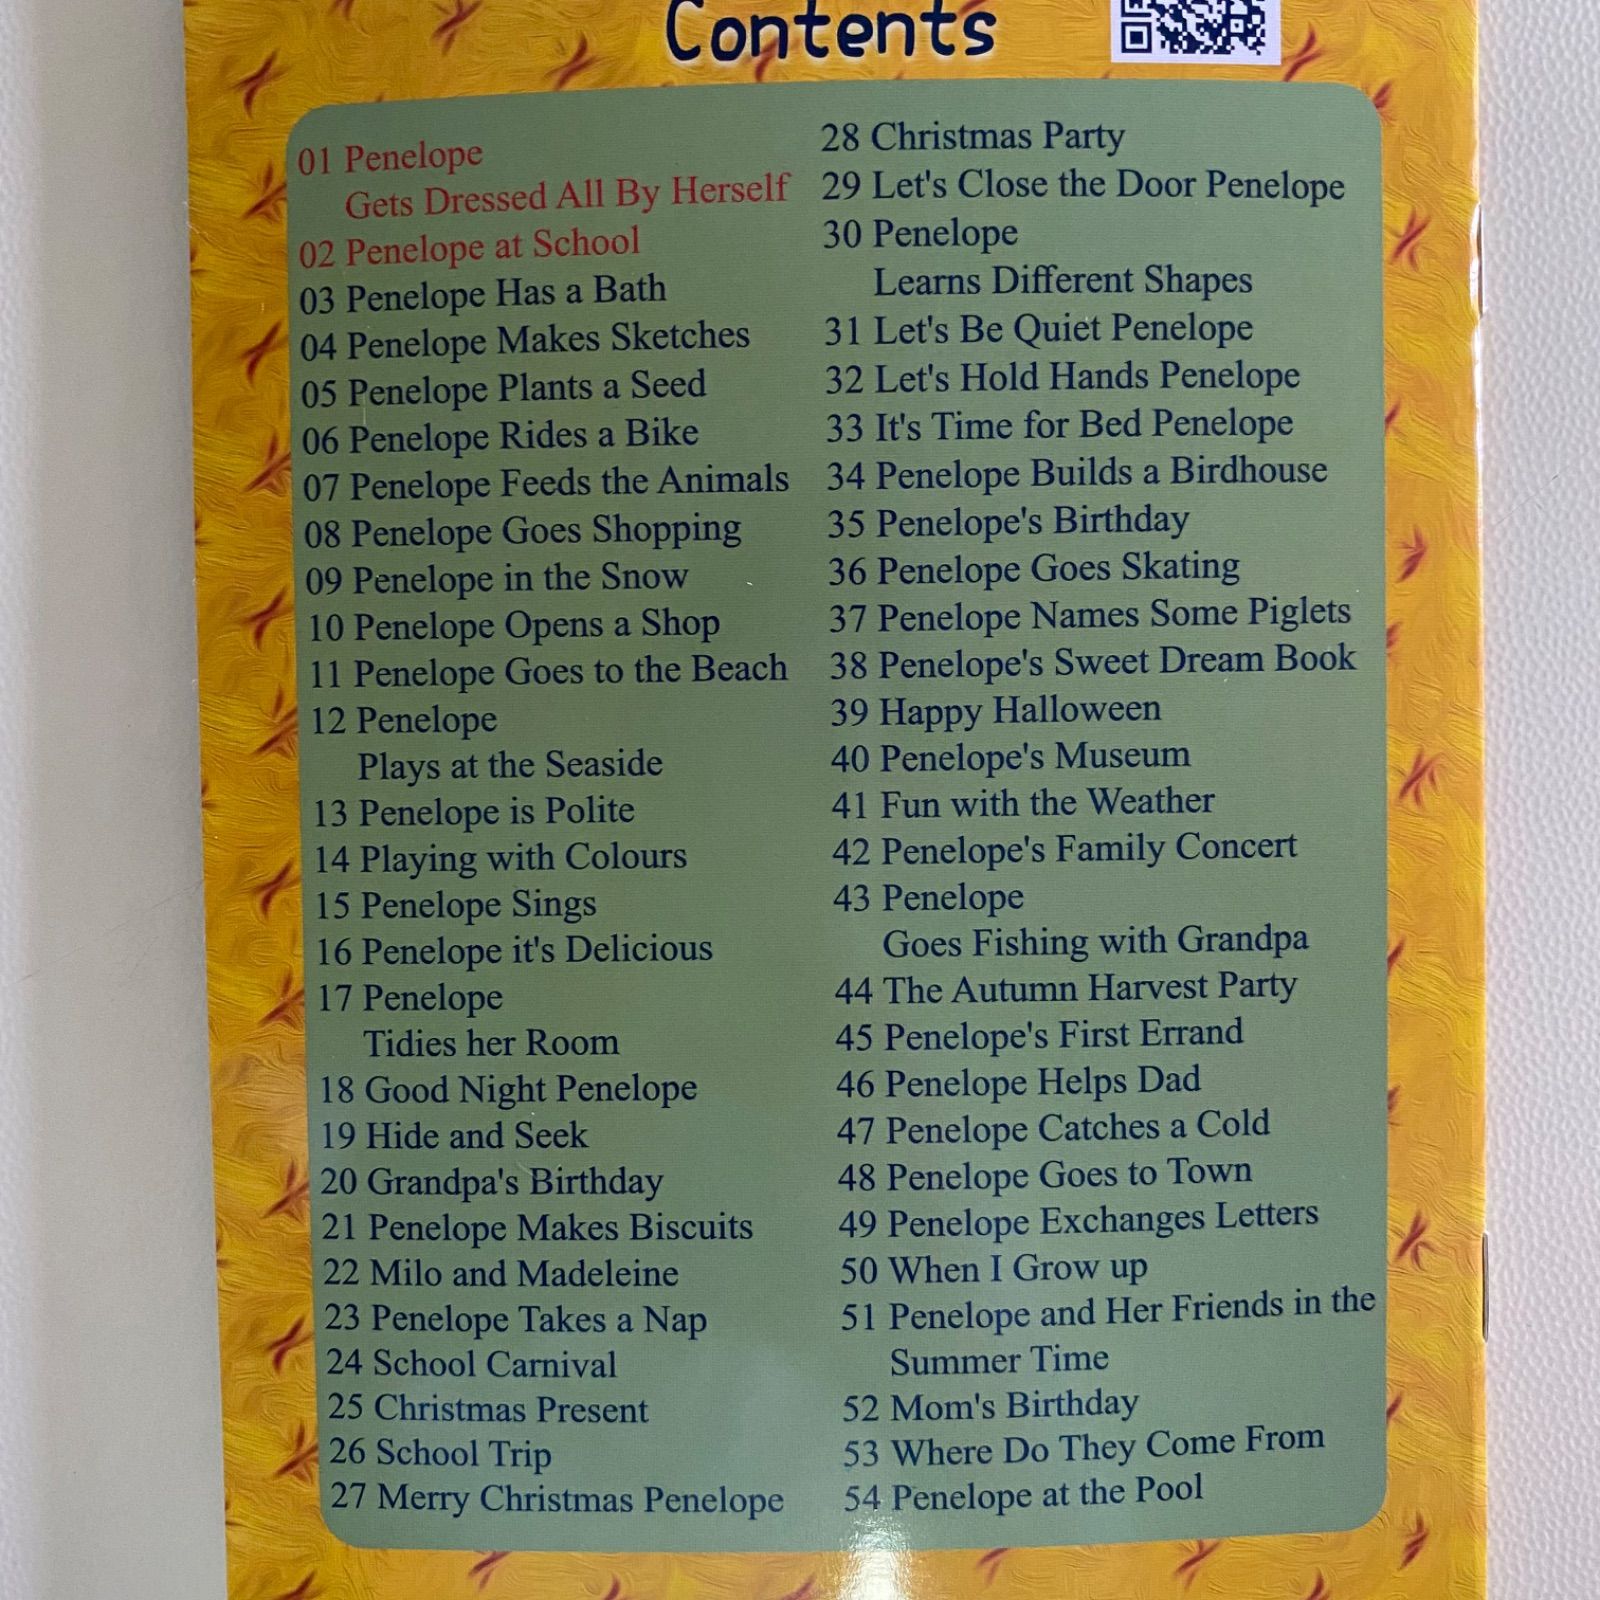 Contents
01 Penelope
Gets Dressed All By Herself
02 Penelope at School
03 Penelope Has a Bath
04 Penelope Makes Sketches
05 Penelope Plants a Seed
06 Penelope Rides a Bike
07 Penelope Feeds the Animals
08 Penelope Goes Shopping
09 Penelope in the Snow
10 Penelope Opens a Shop
11 Penelope Goes to the Beach
12 Penelope
Plays at the Seaside
13 Penelope is Polite
14 Playing with Colours
15 Penelope Sings
16 Penelope it's Delicious
17 Penelope
Tidies her Room
18 Good Night Penelope
19 Hide and Seek
20 Grandpa's Birthday
21 Penelope Makes Biscuits
22 Milo and Madeleine
23 Penelope Takes a Nap
24 School Carnival
25 Christmas Present
26 School Trip
27 Merry Christmas Penelope
28 Christmas Party
29 Let's Close the Door Penelope
30 Penelope
Learns Different Shapes
31 Let's Be Quiet Penelope
32 Let's Hold Hands Penelope
33 It's Time for Bed Penelope
34 Penelope Builds a Birdhouse
35 Penelope's Birthday
36 Penelope Goes Skating
37 Penelope Names Some Piglets
38 Penelope's Sweet Dream Book
39 Happy Halloween
40 Penelope's Museum
41 Fun with the Weather
42 Penelope's Family Concert
43 Penelope
Goes Fishing with Grandpa
44 The Autumn Harvest Party
45 Penelope's First Errand
46 Penelope Helps Dad
47 Penelope Catches a Cold
48 Penelope Goes to Town
49 Penelope Exchanges Letters
50 When I Grow up
51 Penelope and Her Friends in the
Summer Time
52 Mom's Birthday
53 Where Do They Come From
54 Penelope at the Pool